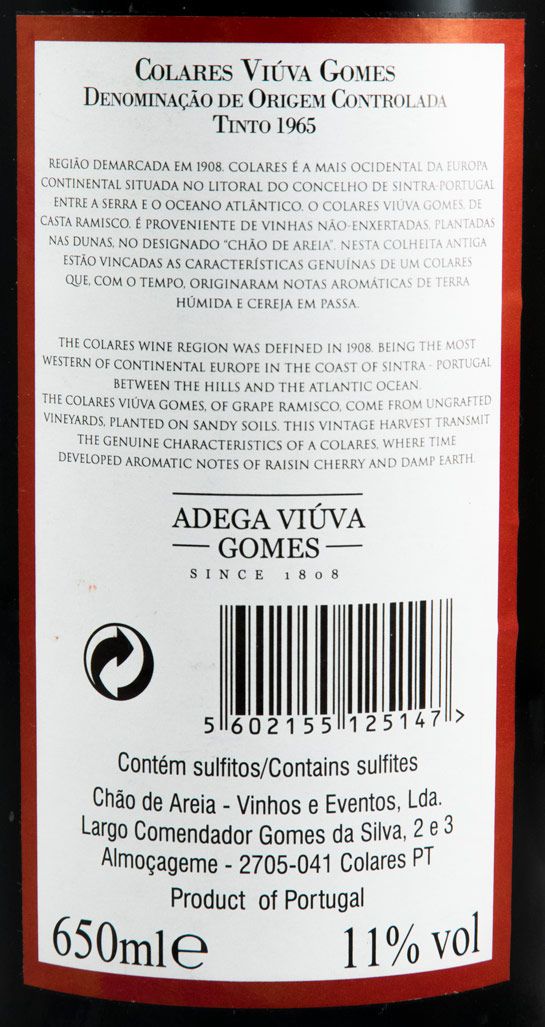 COLARES VIÚVA GOMES
DENOMINAÇÃO DE ORIGEM CONTROLADA
TINTO 1965
REGIÃO DEMARCADA EM 1908. COLARES É A MAIS OCIDENTAL DA EUROPA
CONTINENTAL SITUADA NO LITORAL DO CONCELHO DE SINTRA-PORTUGAL
ENTRE A SERRA E O OCEANO ATLÂNTICO. O COLARES VIÚVA GOMES, DE
CASTA RAMISCO, É PROVENIENTE DE VINHAS NÃO-ENXERTADAS, PLANTADAS
NAS DUNAS, NO DESIGNADO "CHÃO DE AREIA". NESTA COLHEITA ANTIGA
ESTÃO VINCADAS AS CARACTERÍSTICAS GENUÍNAS DE UM COLARES
QUE, COM O TEMPO, ORIGINARAM NOTAS AROMÁTICAS DE TERRA
HÚMIDA E CEREJA EM PASSA.
THE COLARES WINE REGION WAS DEFINED IN 1908. BEING THE MOST
WESTERN OF CONTINENTAL EUROPE IN THE COAST OF SINTRA - PORTUGAL
BETWEEN THE HILLS AND THE ATLANTIC OCEAN.
THE COLARES VIÚVA GOMES, OF GRAPE RAMISCO, COME FROM UNGRAFTED
VINEYARDS, PLANTED ON SANDY SOILS. THIS VINTAGE HARVEST TRANSMIT
THE GENUINE CHARACTERISTICS OF A COLARES, WHERE TIME
DEVELOPED AROMATIC NOTES OF RAISIN CHERRY AND DAMP EARTH.
ADEGA VIÚVA
GOMES
SINCE 1808
5 602155 125147 >
Contém sulfitos/Contains sulfites
Chão de Areia - Vinhos e Eventos, Lda.
Largo Comendador Gomes da Silva, 2 e 3
Almoçageme - 2705-041 Colares PT
Product of Portugal
650ml℮ 11% vol